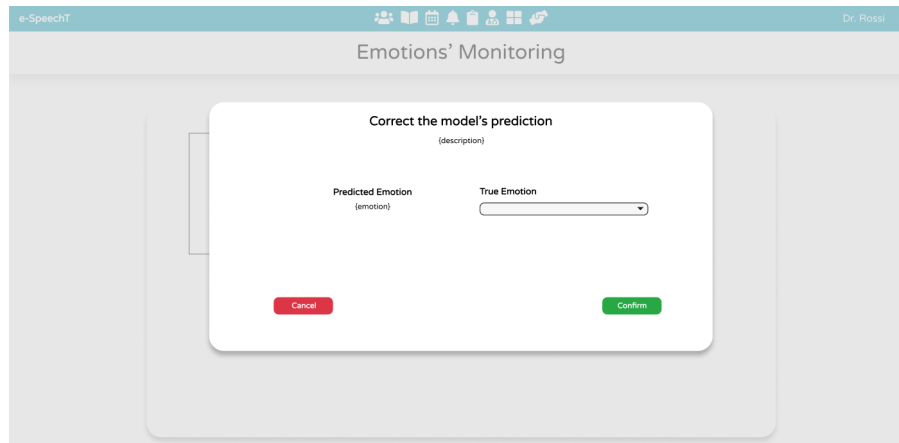 e-SpeechT
Dr. Rossi
Emotions' Monitoring
Correct the model's prediction
{description}
Predicted Emotion
{emotion}
True Emotion
Cancel
Confirm